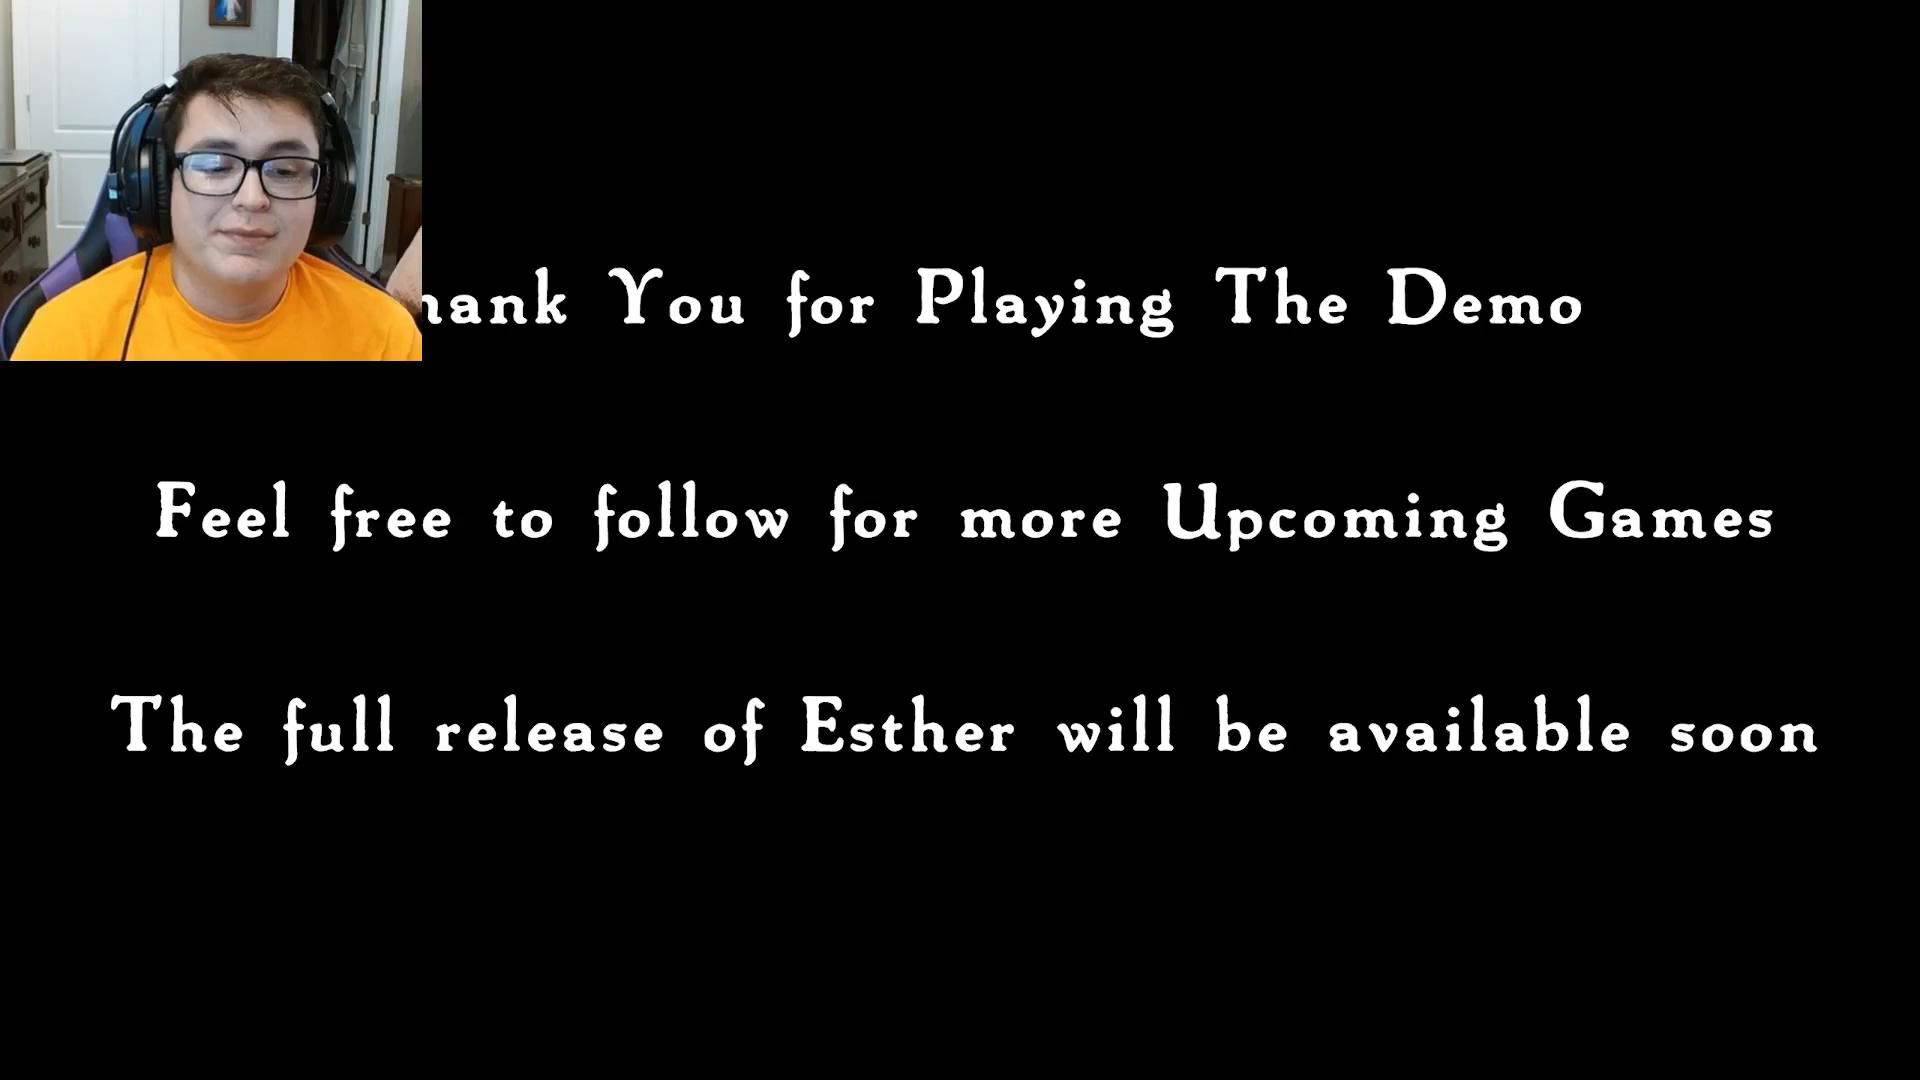 hank You for Playing The Demo
Feel free to follow for more Upcoming Games
The full release of Esther will be available soon